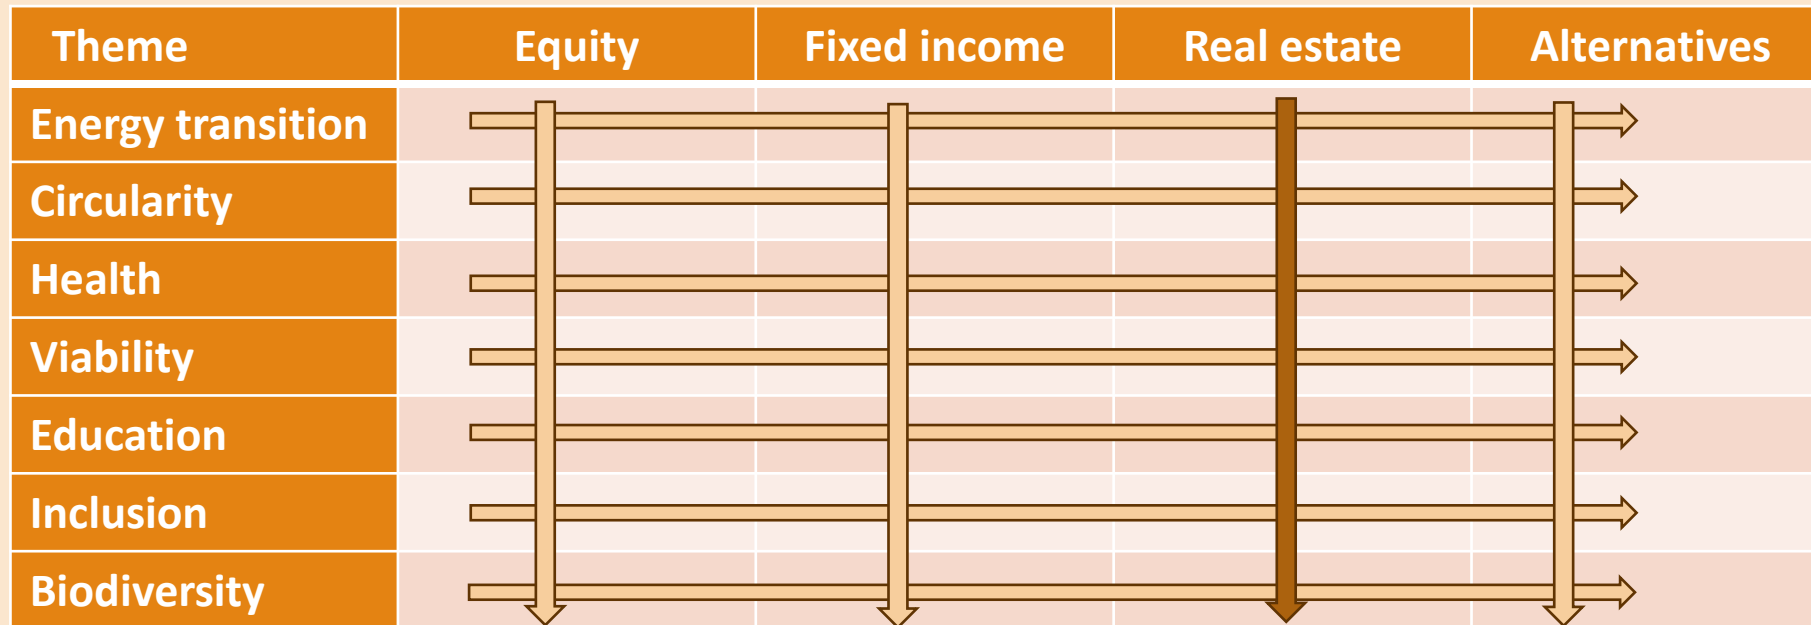 Theme Equity Fixed income Real estate Alternatives
Energy transition
Circularity
Health
Viability
Education
Inclusion
Biodiversity